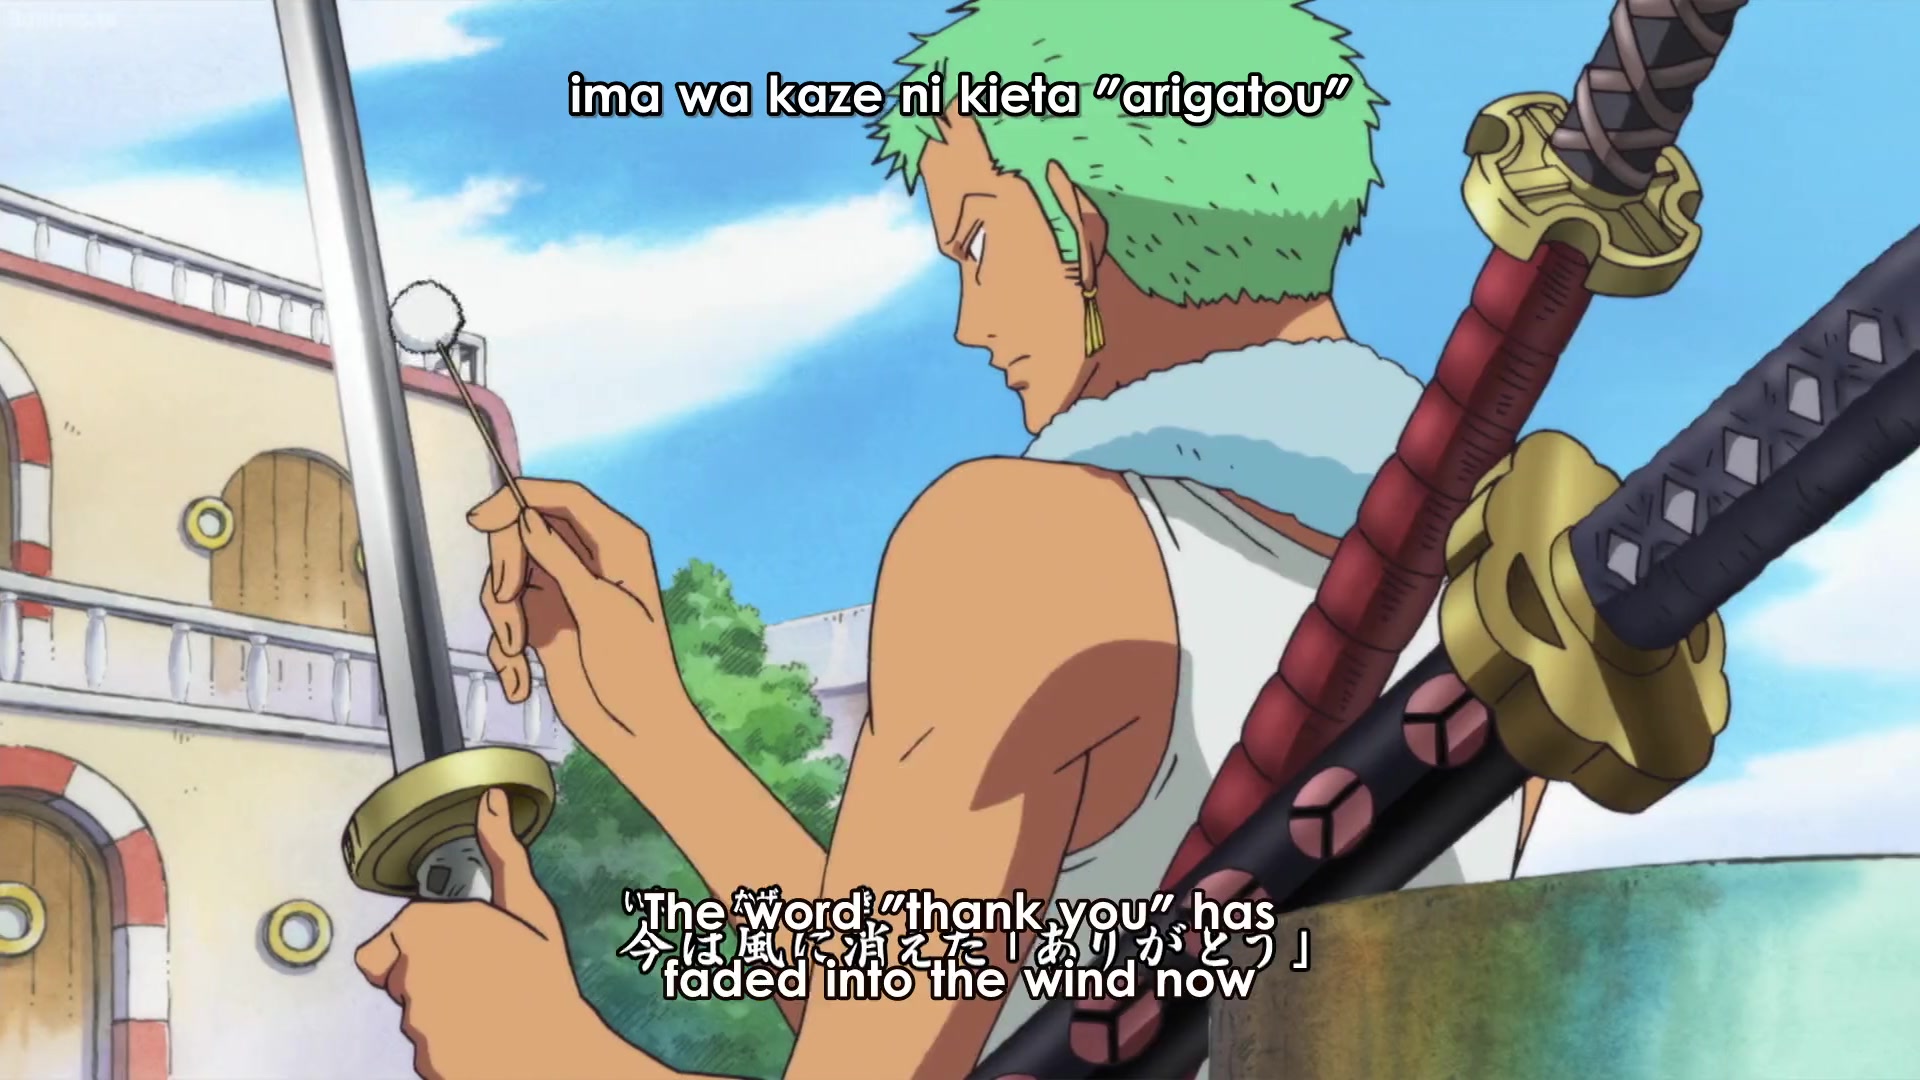 ima wa kaze ni kieta "arigatou"
The word "thank you" has
今は風に消えた「ありがとう」
faded into the wind now